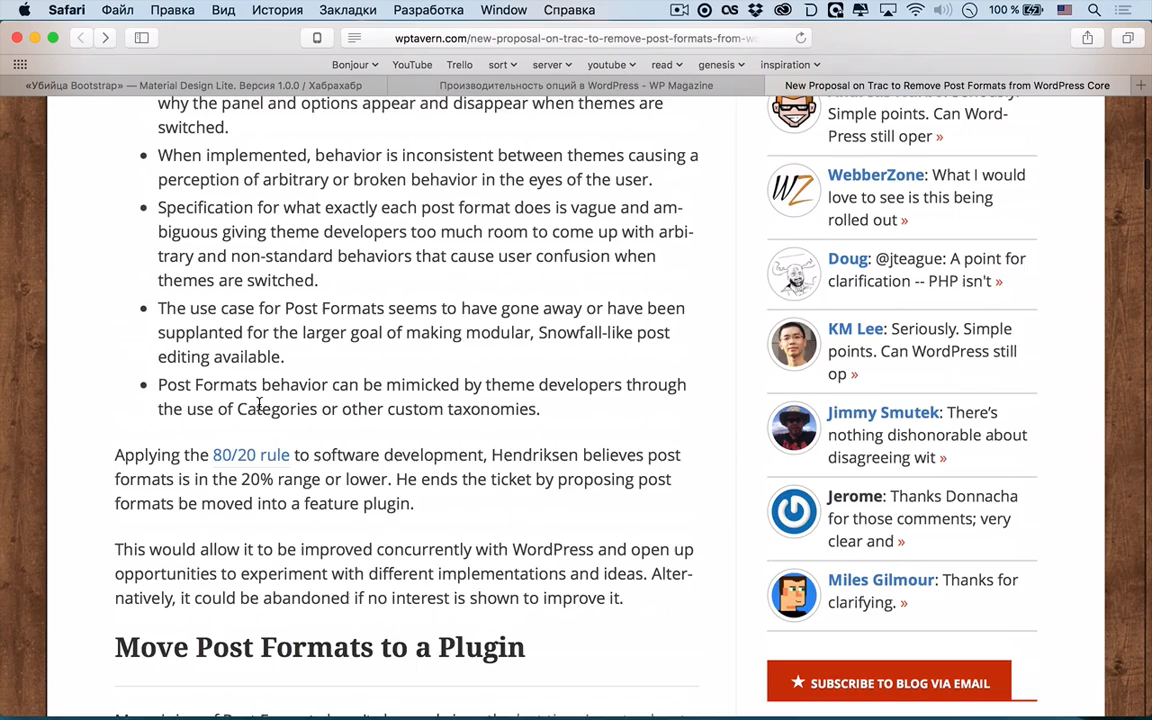 Safari Файл Правка Вид История Закладки Разработка Window Справка 100 %
wptavern.com/new-proposal-on-trac-to-remove-post-formats-from-w
Bonjour YouTube Trello sort server youtube read genesis inspiration
«Убийца Bootstrap» — Material Design Lite. Версия 1.0.0 / Хабрахабр Производительность опций в WordPress - WP Magazine New Proposal on Trac to Remove Post Formats from WordPress Core
why the panel and options appear and disappear when themes are
switched.
• When implemented, behavior is inconsistent between themes causing a
perception of arbitrary or broken behavior in the eyes of the user.
• Specification for what exactly each post format does is vague and am-
biguous giving theme developers too much room to come up with arbi-
trary and non-standard behaviors that cause user confusion when
themes are switched.
• The use case for Post Formats seems to have gone away or have been
supplanted for the larger goal of making modular, Snowfall-like post
editing available.
• Post Formats behavior can be mimicked by theme developers through
the use of Categories or other custom taxonomies.
Applying the 80/20 rule to software development, Hendriksen believes post
formats is in the 20% range or lower. He ends the ticket by proposing post
formats be moved into a feature plugin.
This would allow it to be improved concurrently with WordPress and open up
opportunities to experiment with different implementations and ideas. Alter-
natively, it could be abandoned if no interest is shown to improve it.
Move Post Formats to a Plugin
Simple points. Can Word-
Press still oper »
WebberZone: What I would
love to see is this being
rolled out »
Doug: @jteague: A point for
clarification -- PHP isn't »
KM Lee: Seriously. Simple
points. Can WordPress still
op »
Jimmy Smutek: There's
nothing dishonorable about
disagreeing wit »
Jerome: Thanks Donnacha
for those comments; very
clear and »
Miles Gilmour: Thanks for
clarifying. »
★ SUBSCRIBE TO BLOG VIA EMAIL